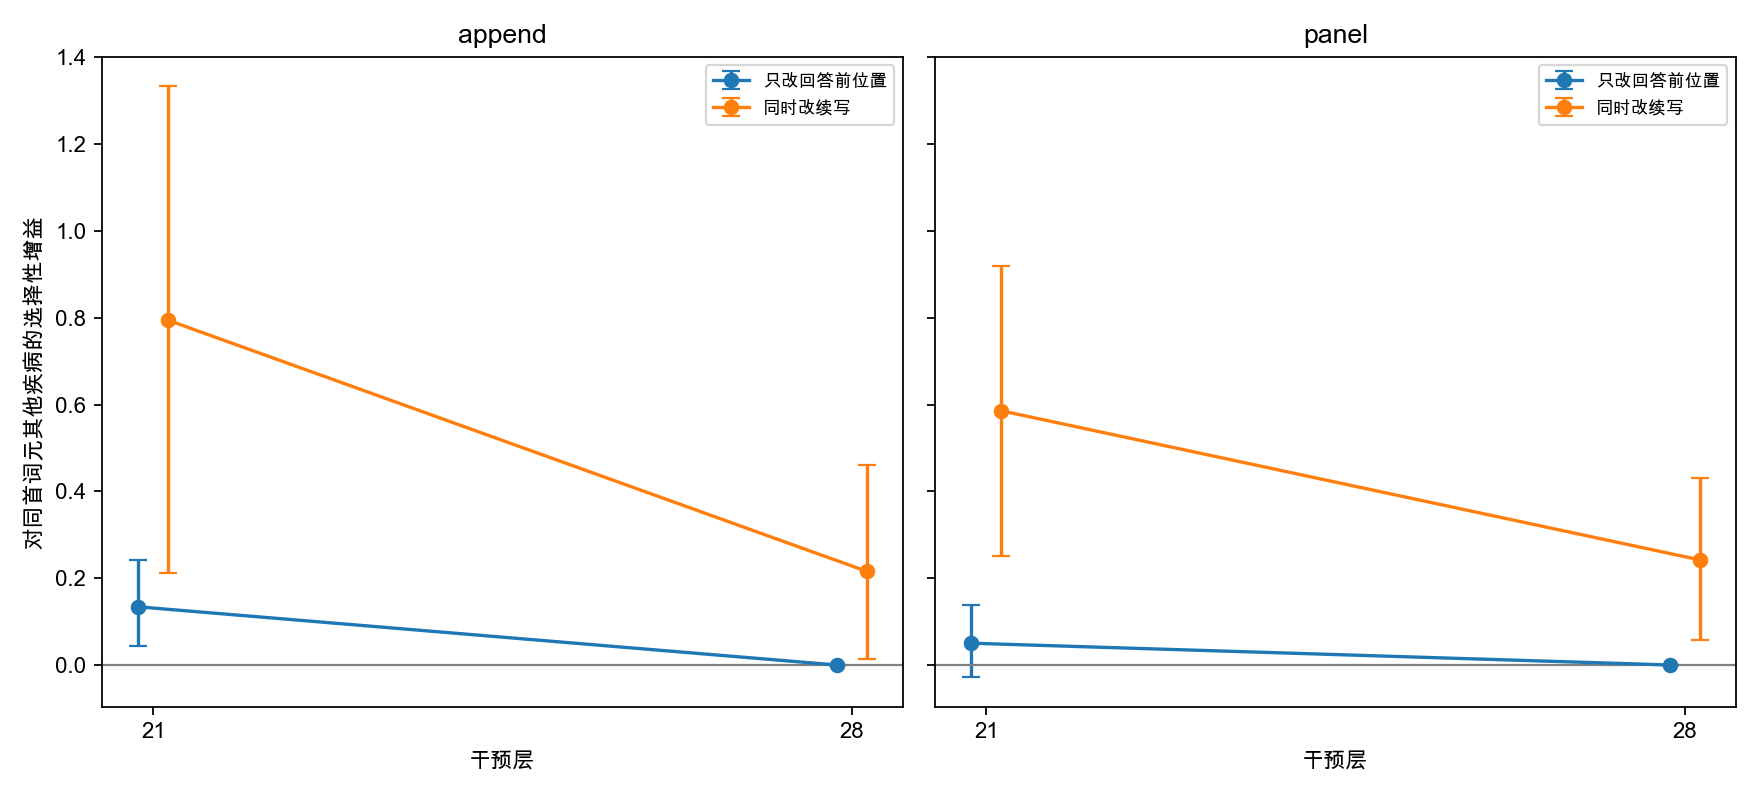 append
panel
只改回答前位置
同时改续写
只改回答前位置
同时改续写
对同首词元其他疾病的选择性增益
1.4
1.2
1.0
0.8
0.6
0.4
0.2
0.0
21
28
21
28
干预层
干预层